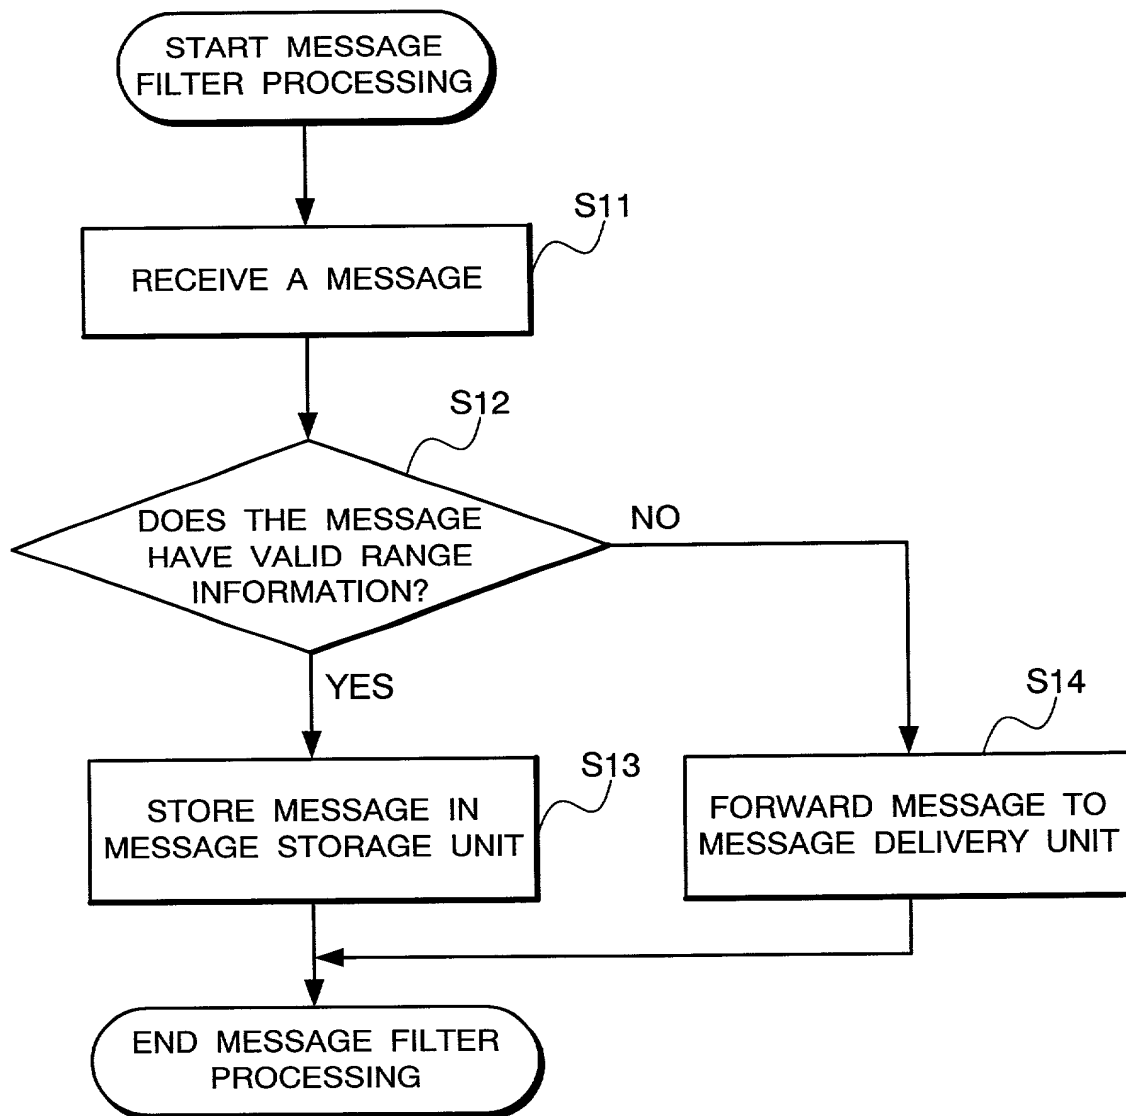 START MESSAGE
FILTER PROCESSING
S11
RECEIVE A MESSAGE
S12
DOES THE MESSAGE
HAVE VALID RANGE
INFORMATION?
NO
YES
S13
STORE MESSAGE IN
MESSAGE STORAGE UNIT
S14
FORWARD MESSAGE TO
MESSAGE DELIVERY UNIT
END MESSAGE FILTER
PROCESSING